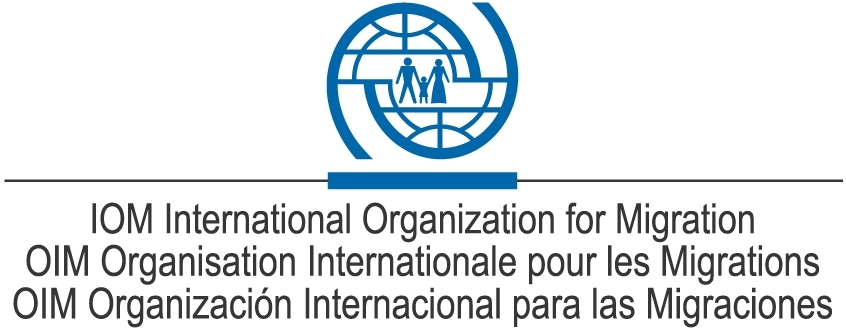 IOM International Organization for Migration
OIM Organisation Internationale pour les Migrations
OIM Organización Internacional para las Migraciones